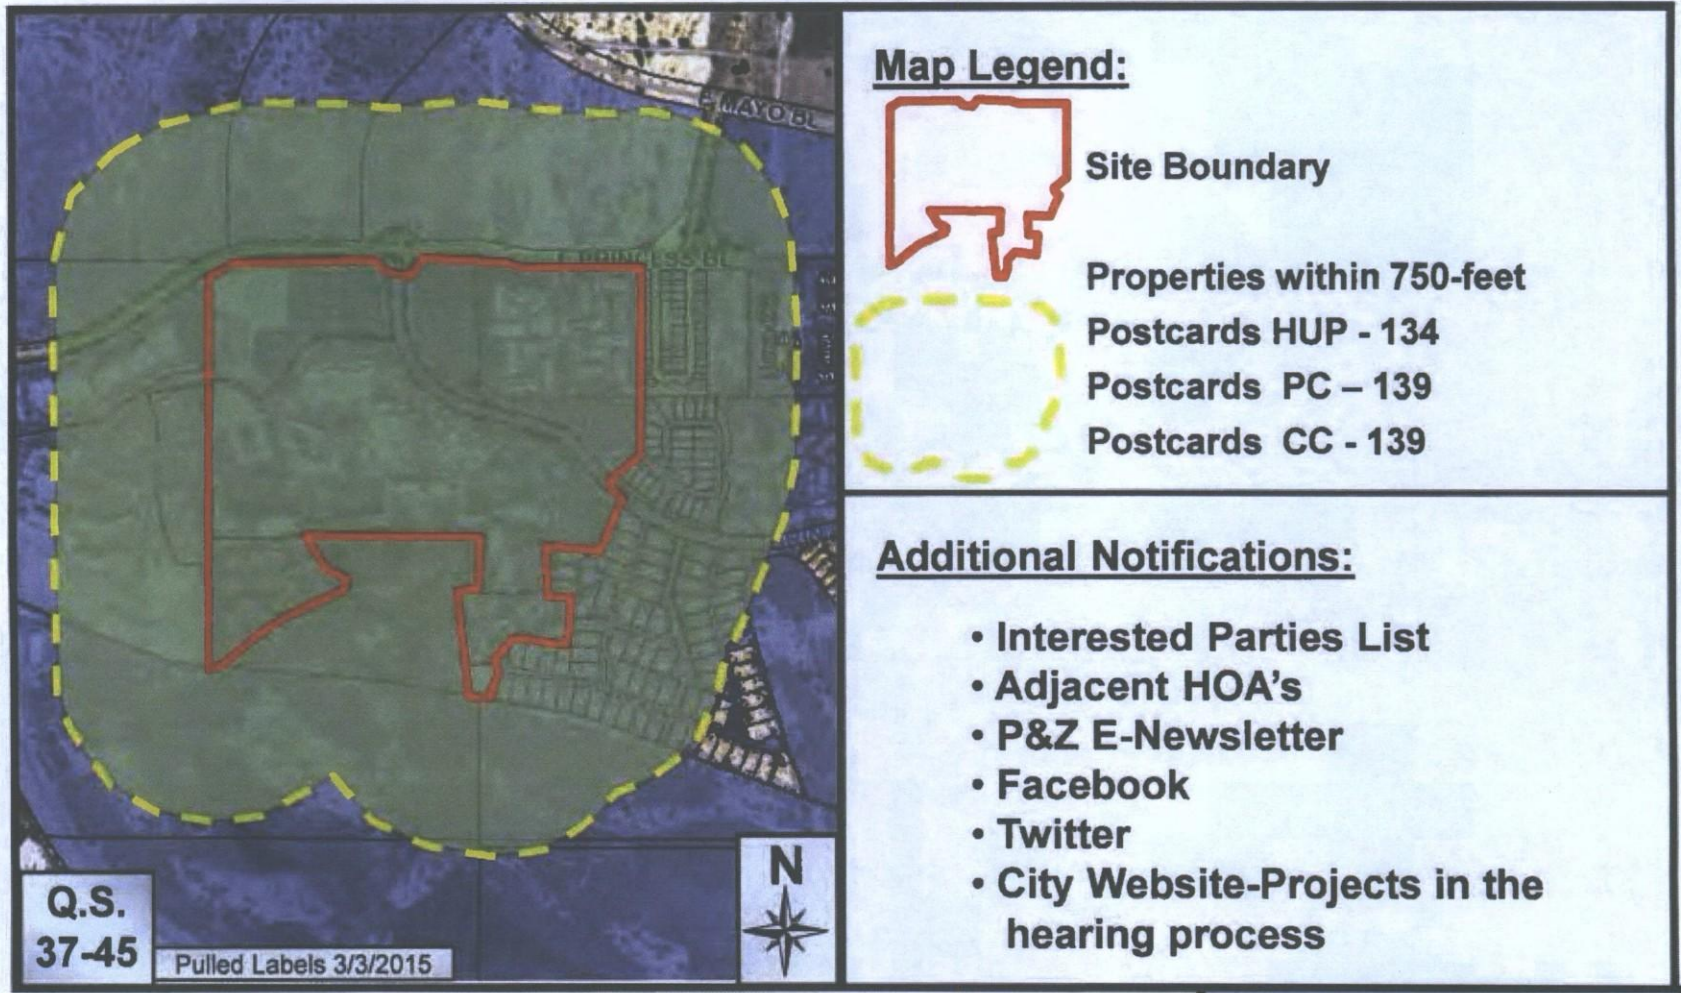 E MAYO BL
E PRINCESS BL
Q.S.
37-45
Pulled Labels 3/3/2015
N
Map Legend:
Site Boundary
Properties within 750-feet
Postcards HUP - 134
Postcards PC – 139
Postcards CC - 139
Additional Notifications:
• Interested Parties List
• Adjacent HOA's
• P&Z E-Newsletter
• Facebook
• Twitter
• City Website-Projects in the
hearing process